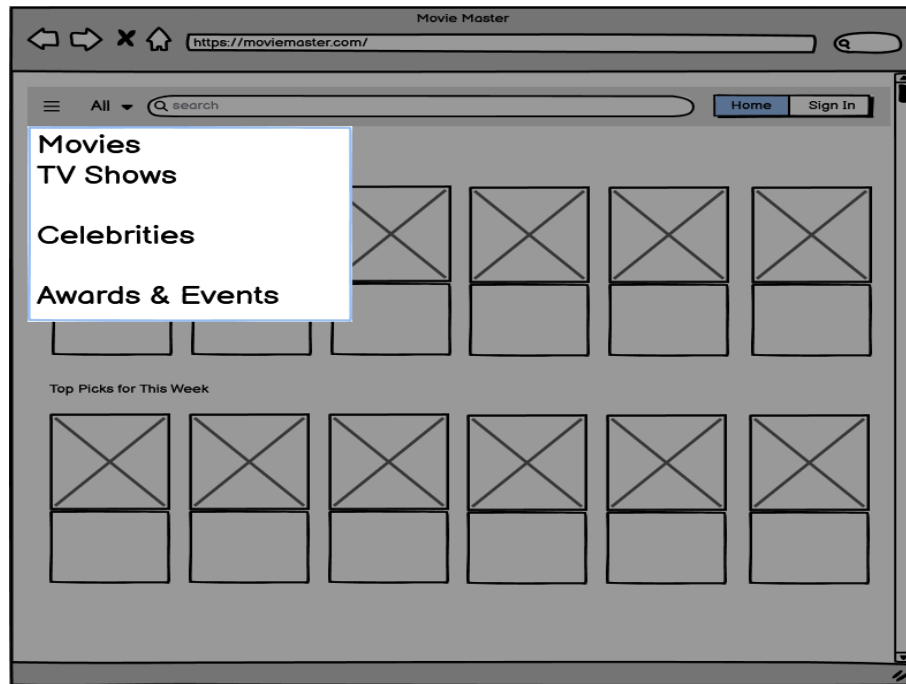 Movie Master
https://moviemaster.com/
All search Home Sign In
Movies
TV Shows
Celebrities
Awards & Events
Top Picks for This Week